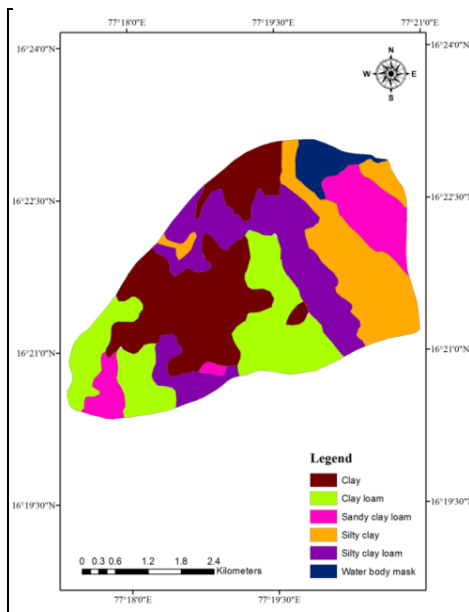 77°18'0"E 77°19'30"E 77°21'0"E
16°24'0"N 16°24'0"N
N
W E
S
16°22'30"N 16°22'30"N
16°21'0"N 16°21'0"N
Legend
Clay
Clay loam
Sandy clay loam
16°19'30"N Silty clay 16°19'30"N
Silty clay loam
Water body mask
0 0.3 0.6 1.2 1.8 2.4
Kilometers
77°18'0"E 77°19'30"E